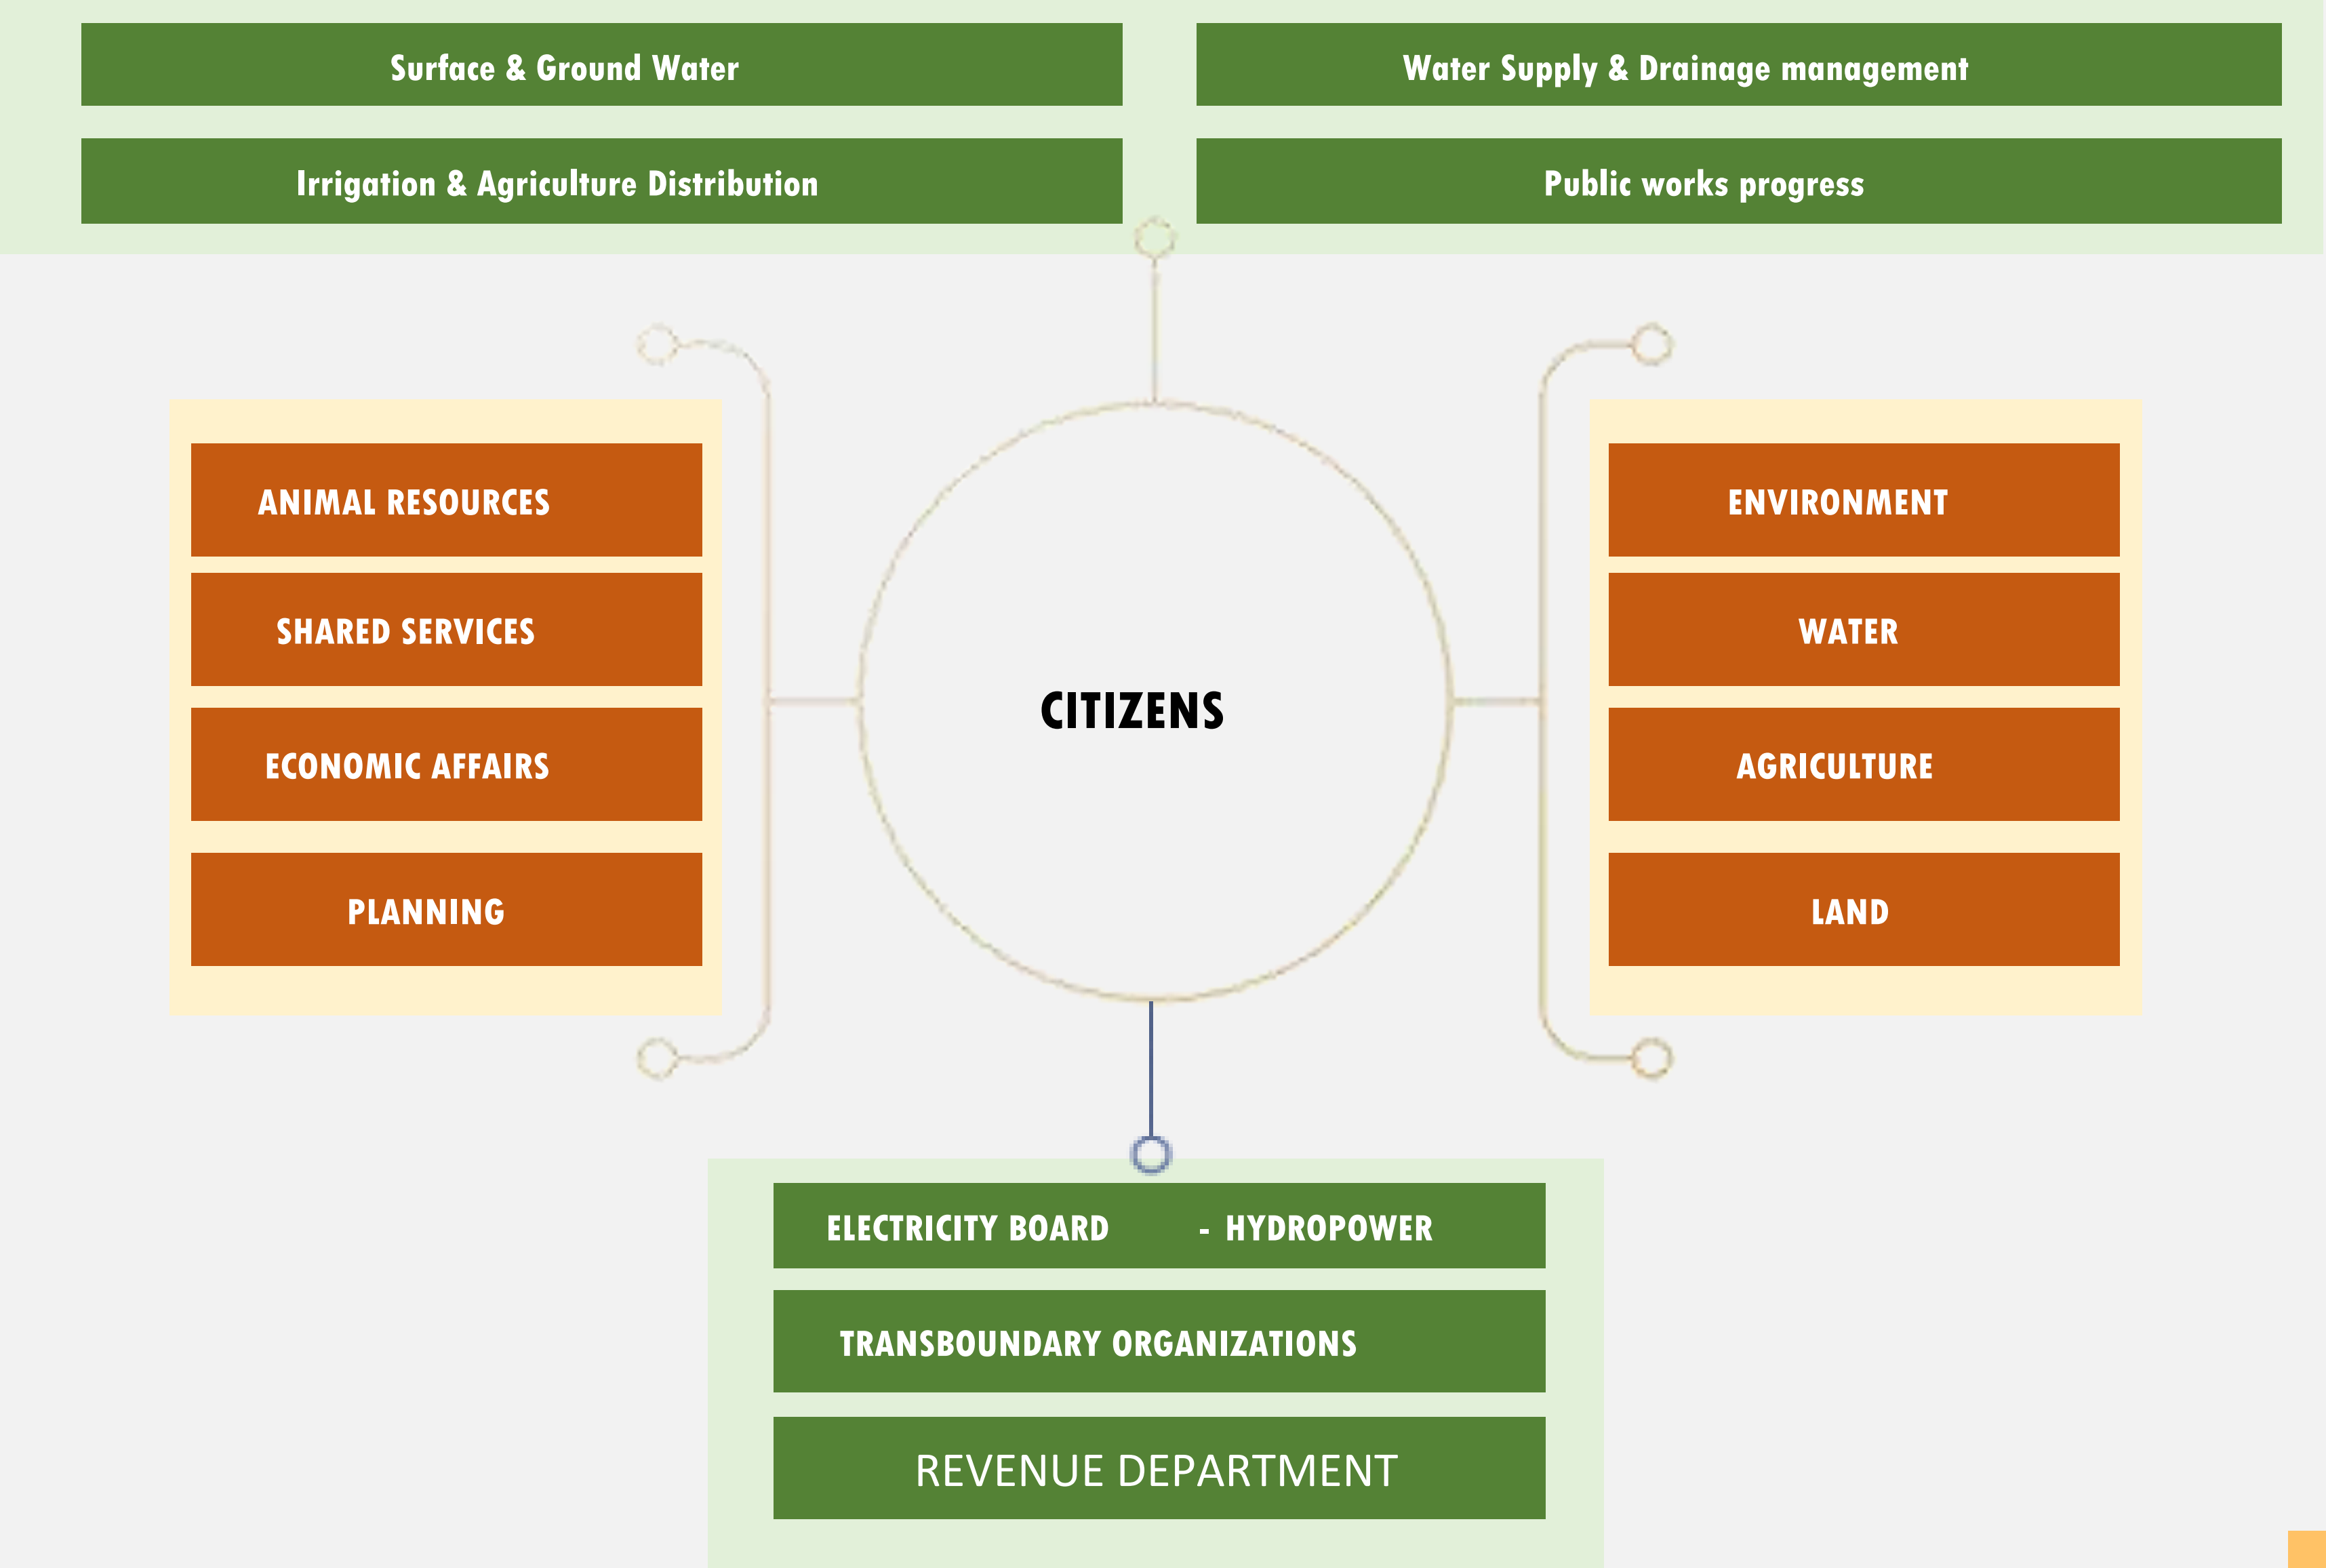 Surface & Ground Water
Water Supply & Drainage management
Irrigation & Agriculture Distribution
Public works progress
ANIMAL RESOURCES
SHARED SERVICES
ECONOMIC AFFAIRS
PLANNING
CITIZENS
ENVIRONMENT
WATER
AGRICULTURE
LAND
ELECTRICITY BOARD - HYDROPOWER
TRANSBOUNDARY ORGANIZATIONS
REVENUE DEPARTMENT